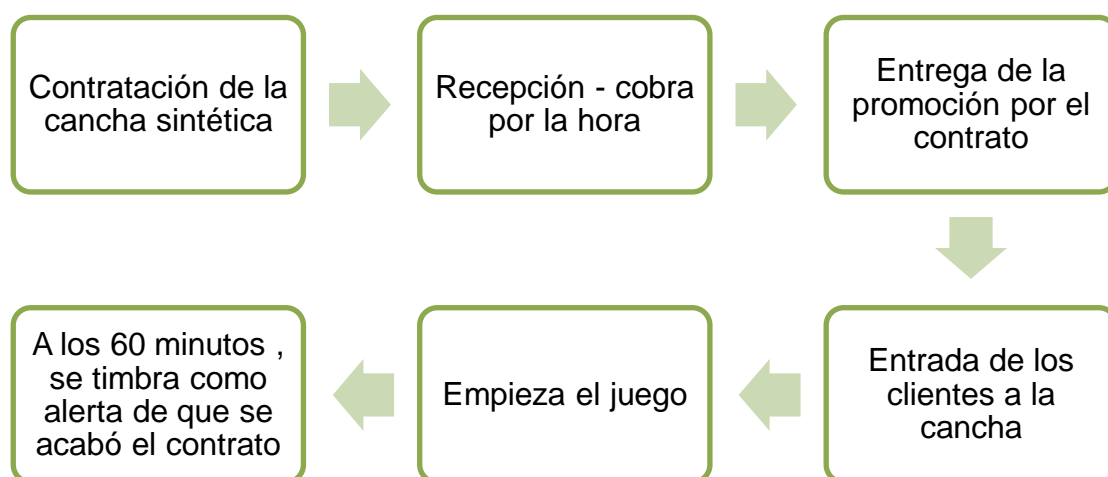 Contratación de la
cancha sintética
Recepción - cobra
por la hora
Entrega de la
promoción por el
contrato
Entrada de los
clientes a la
cancha
Empieza el juego
A los 60 minutos ,
se timbra como
alerta de que se
acabó el contrato